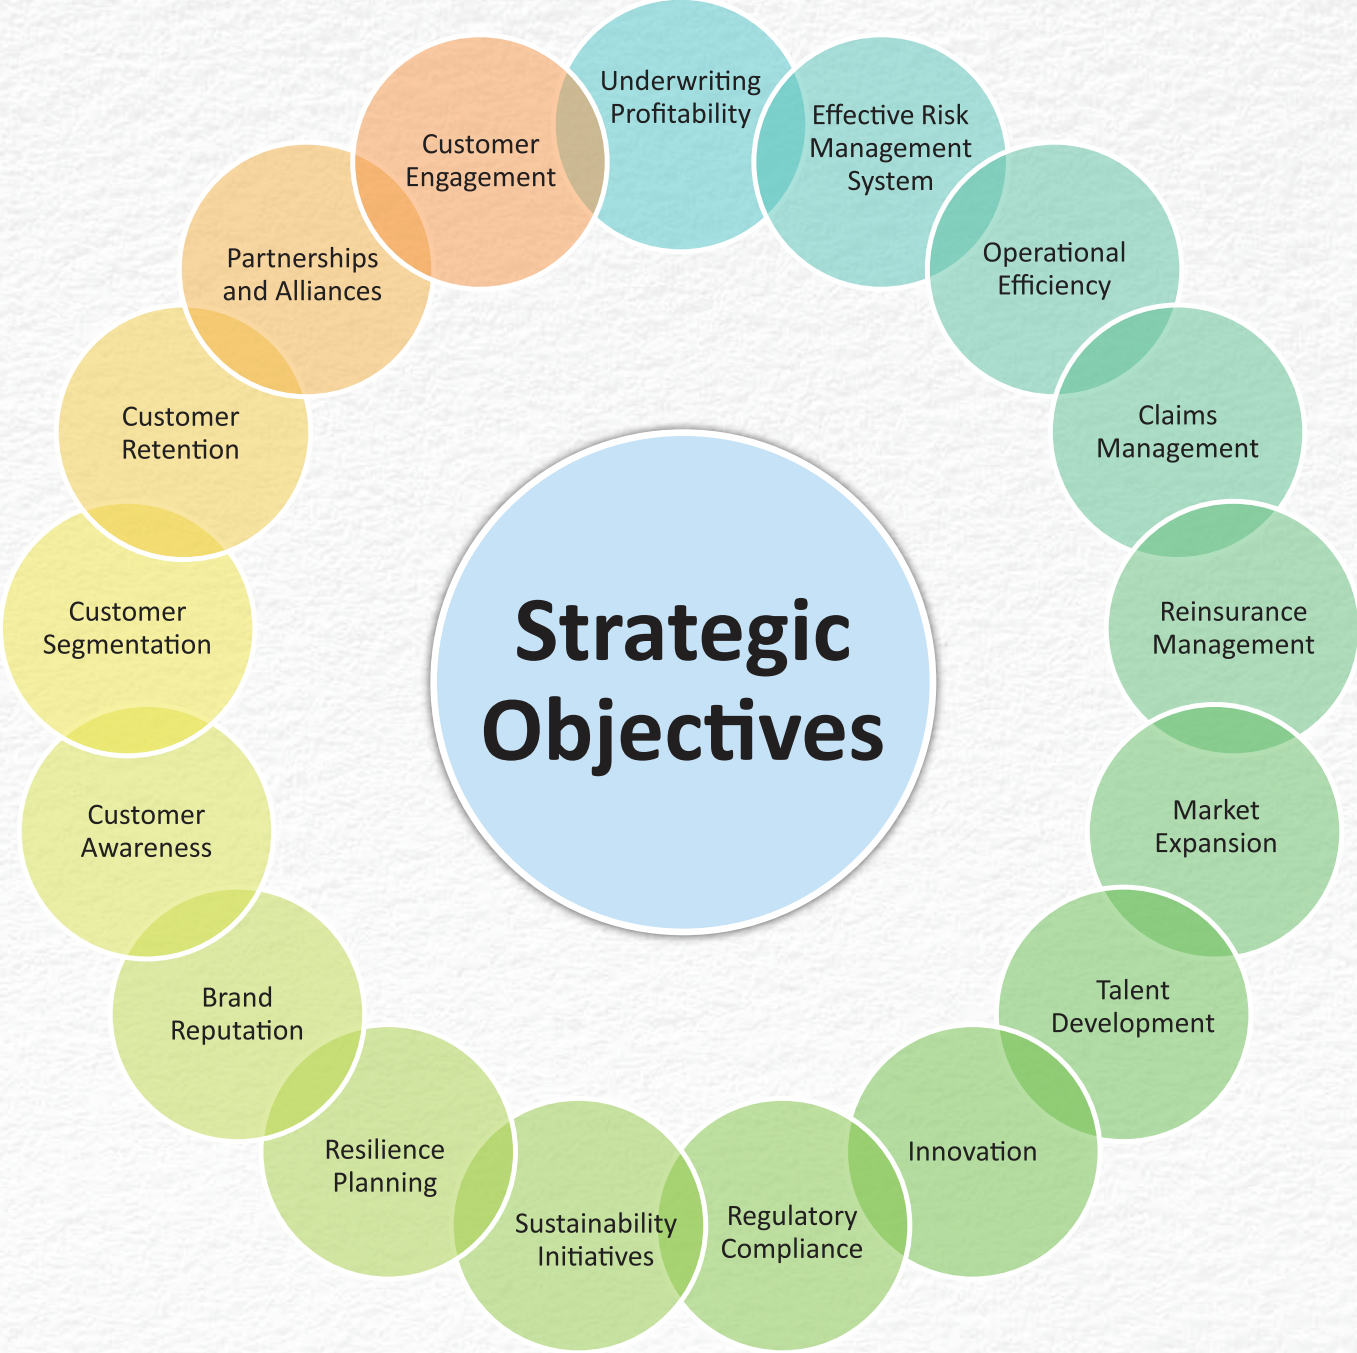 Underwriting
Profitability
Effective Risk
Management
System
Operational
Efficiency
Claims
Management
Reinsurance
Management
Market
Expansion
Talent
Development
Innovation
Regulatory
Compliance
Sustainability
Initiatives
Resilience
Planning
Brand
Reputation
Customer
Awareness
Customer
Segmentation
Customer
Retention
Partnerships
and Alliances
Customer
Engagement
Strategic
Objectives